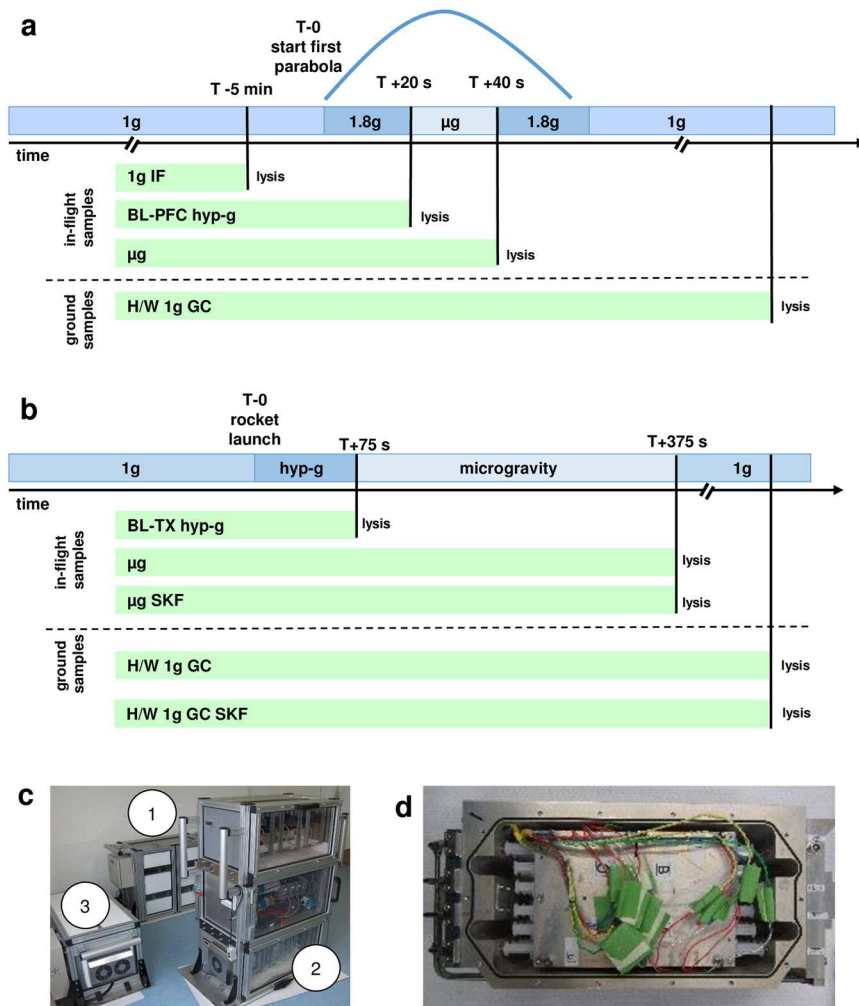 a
T-0
start first
parabola
T -5 min
T +20 s
T +40 s
1g
1.8g
µg
1.8g
1g
time
in-flight
samples
1g IF
lysis
BL-PFC hyp-g
lysis
µg
lysis
ground
samples
H/W 1g GC
lysis
b
T-0
rocket
launch
T+75 s
T+375 s
1g
hyp-g
microgravity
1g
time
in-flight
samples
BL-TX hyp-g
lysis
µg
lysis
µg SKF
lysis
ground
samples
H/W 1g GC
lysis
H/W 1g GC SKF
lysis
c
1
3
2
d
B